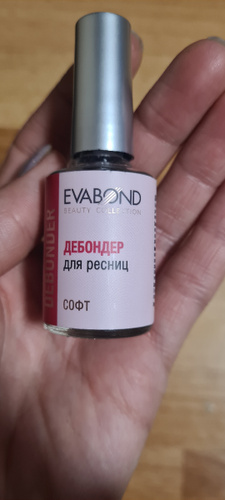 EVABOND
BEAUTY COLLECTION
ДЕБОНДЕР
для ресниц
СОФТ
DEBONDER